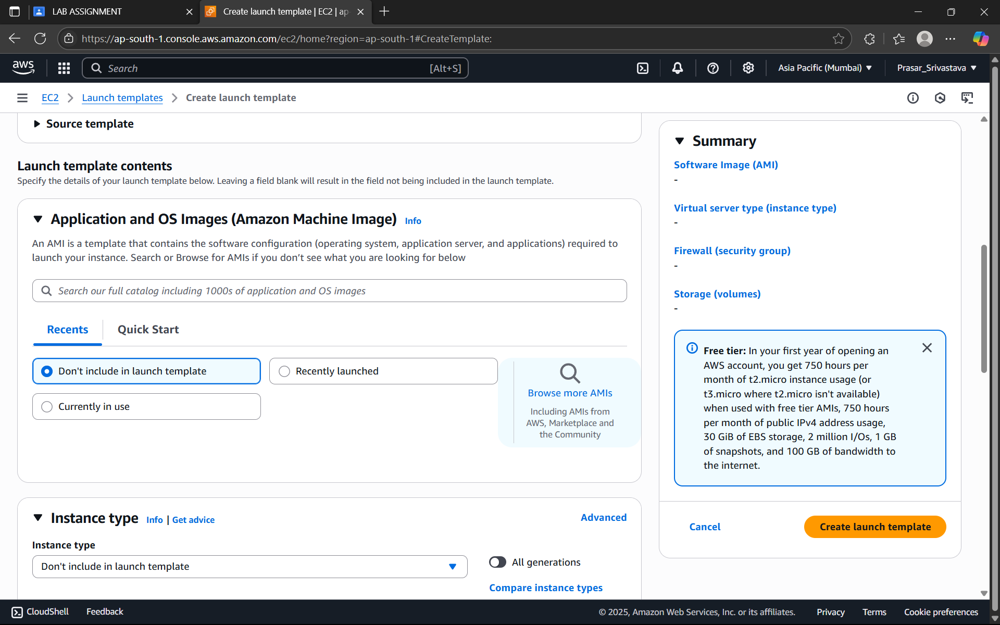 LAB ASSIGNMENT
Create launch template | EC2 | ap-
https://ap-south-1.console.aws.amazon.com/ec2/home?region=ap-south-1#CreateTemplate:
aws
Search
[Alt+S]
Asia Pacific (Mumbai)
Prasar_Srivastava
EC2
Launch templates
Create launch template
Source template
Launch template contents
Specify the details of your launch template below. Leaving a field blank will result in the field not being included in the launch template.
Application and OS Images (Amazon Machine Image) Info
An AMI is a template that contains the software configuration (operating system, application server, and applications) required to
launch your instance. Search or Browse for AMIs if you don’t see what you are looking for below
Search our full catalog including 1000s of application and OS images
Recents
Quick Start
Don't include in launch template
Recently launched
Currently in use
Browse more AMIs
Including AMIs from
AWS, Marketplace and
the Community
Instance type Info | Get advice
Advanced
Instance type
Don't include in launch template
All generations
Compare instance types
Summary
Software Image (AMI)
-
Virtual server type (instance type)
-
Firewall (security group)
-
Storage (volumes)
-
Free tier: In your first year of opening an
AWS account, you get 750 hours per
month of t2.micro instance usage (or
t3.micro where t2.micro isn't available)
when used with free tier AMIs, 750 hours
per month of public IPv4 address usage,
30 GiB of EBS storage, 2 million I/Os, 1 GB
of snapshots, and 100 GB of bandwidth to
the internet.
Cancel
Create launch template
CloudShell
Feedback
© 2025, Amazon Web Services, Inc. or its affiliates.
Privacy
Terms
Cookie preferences